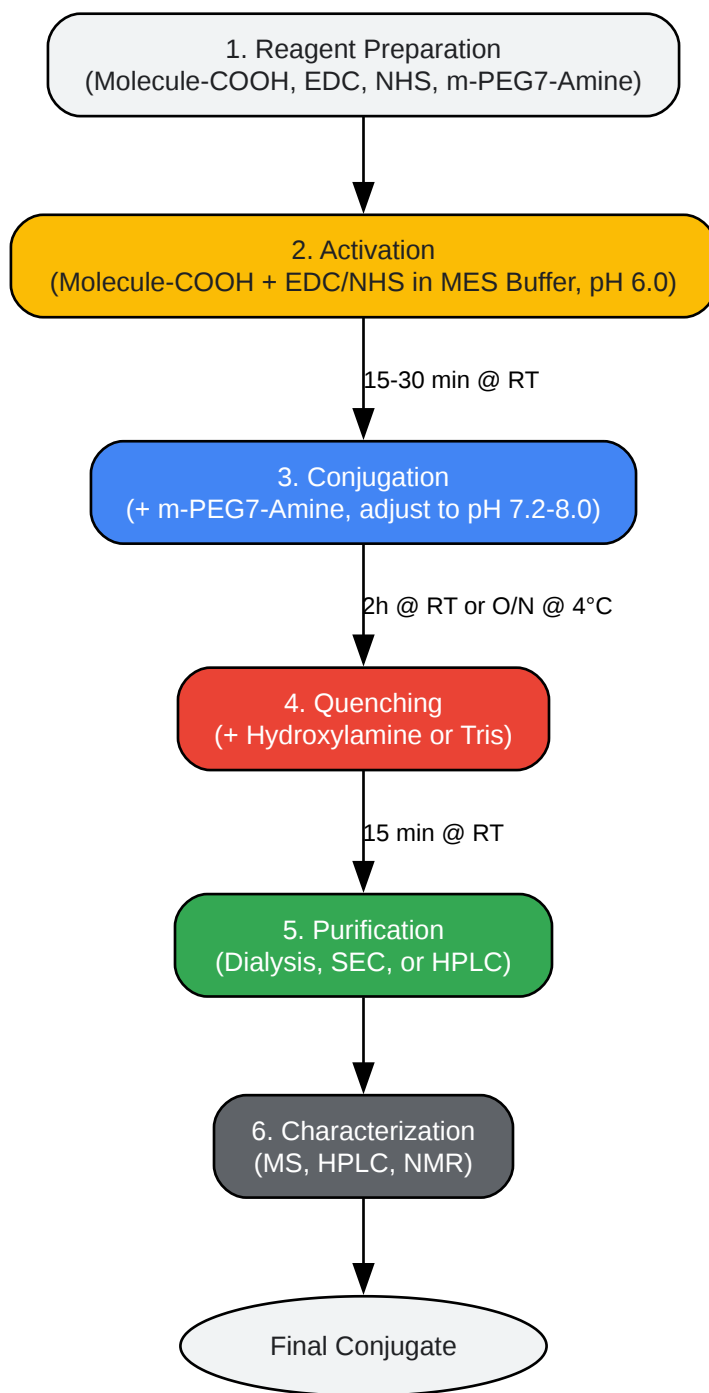 1. Reagent Preparation
(Molecule-COOH, EDC, NHS, m-PEG7-Amine)
2. Activation
(Molecule-COOH + EDC/NHS in MES Buffer, pH 6.0)
15-30 min @ RT
3. Conjugation
(+ m-PEG7-Amine, adjust to pH 7.2-8.0)
2h @ RT or O/N @ 4°C
4. Quenching
(+ Hydroxylamine or Tris)
15 min @ RT
5. Purification
(Dialysis, SEC, or HPLC)
6. Characterization
(MS, HPLC, NMR)
Final Conjugate